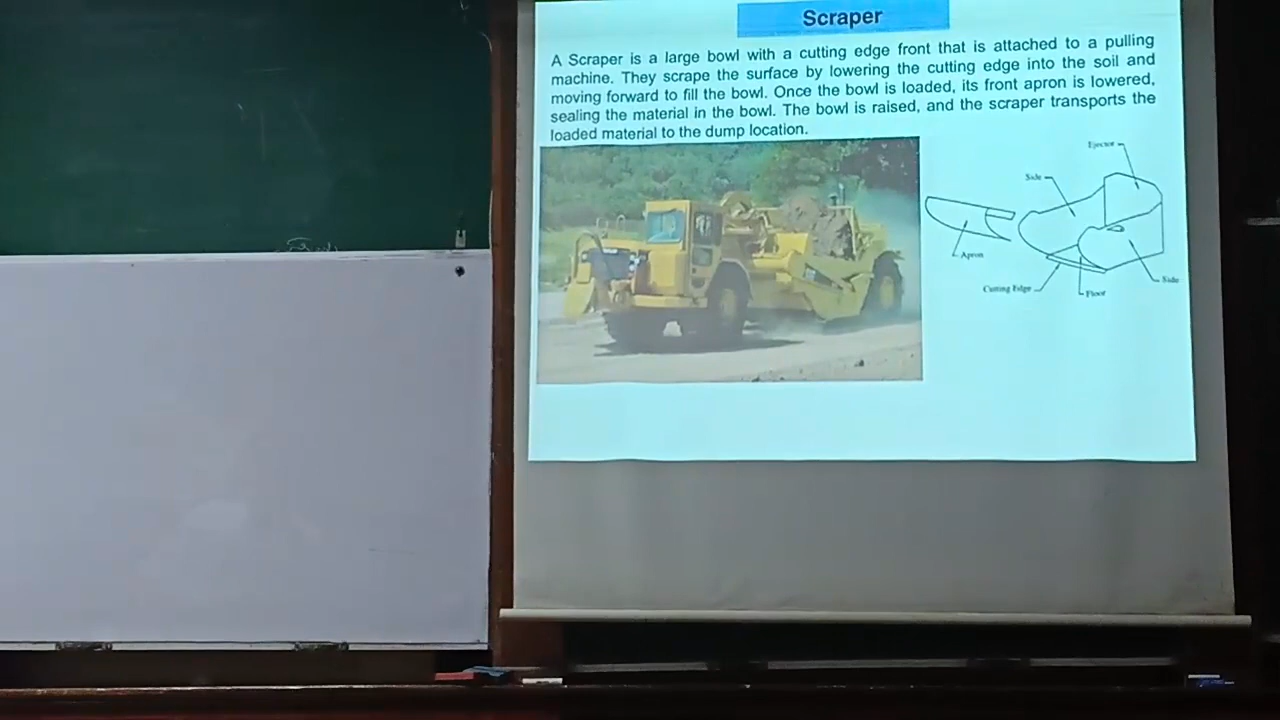 Scraper
A Scraper is a large bowl with a cutting edge front that is attached to a pulling
machine. They scrape the surface by lowering the cutting edge into the soil and
moving forward to fill the bowl. Once the bowl is loaded, its front apron is lowered,
sealing the material in the bowl. The bowl is raised, and the scraper transports the
loaded material to the dump location.
Ejector
Side
Apron
Side
Cutting Edge
Floor